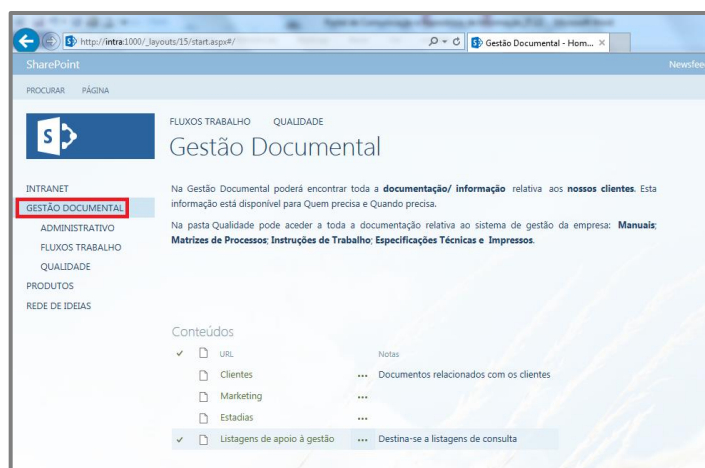 http://intra:1000/_layouts/15/start.aspx#/
Gestão Documental - Hom...
SharePoint
Newsfee
PROCURAR PÁGINA
S
FLUXOS TRABALHO QUALIDADE
Gestão Documental
INTRANET
GESTÃO DOCUMENTAL
ADMINISTRATIVO
FLUXOS TRABALHO
QUALIDADE
PRODUTOS
REDE DE IDEIAS
Na Gestão Documental poderá encontrar toda a documentação/ informação relativa aos nossos clientes. Esta
informação está disponível para Quem precisa e Quando precisa.
Na pasta Qualidade pode aceder a toda a documentação relativa ao sistema de gestão da empresa: Manuais;
Matrizes de Processos; Instruções de Trabalho; Especificações Técnicas e Impressos.
Conteúdos
URL Notas
Clientes ... Documentos relacionados com os clientes
Marketing ...
Estadias ...
Listagens de apoio à gestão ... Destina-se a listagens de consulta